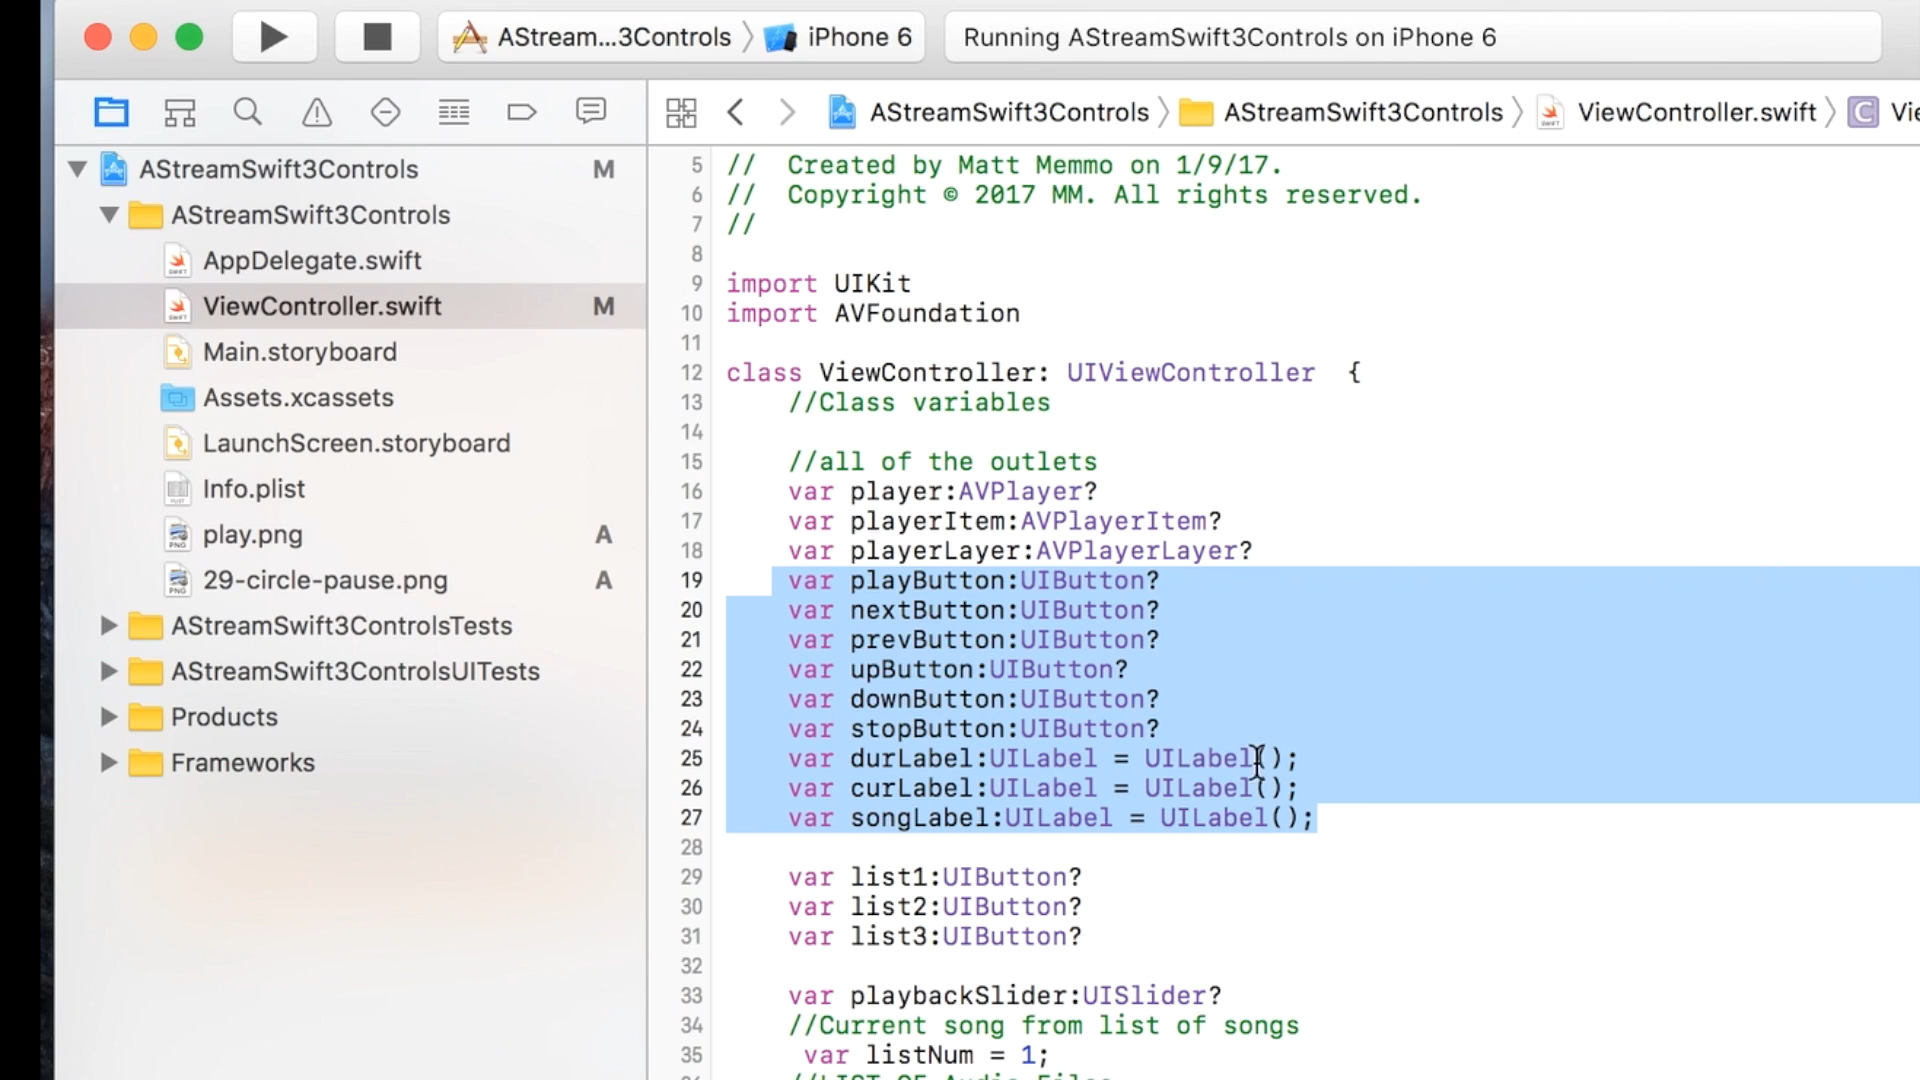 AStream...3Controls iPhone 6
Running AStreamSwift3Controls on iPhone 6
AStreamSwift3Controls AStreamSwift3Controls ViewController.swift C
AStreamSwift3Controls M
AStreamSwift3Controls
AppDelegate.swift
ViewController.swift M
Main.storyboard
Assets.xcassets
LaunchScreen.storyboard
Info.plist
play.png A
29-circle-pause.png A
AStreamSwift3ControlsTests
AStreamSwift3ControlsUITests
Products
Frameworks
5 // Created by Matt Memmo on 1/9/17.
6 // Copyright © 2017 MM. All rights reserved.
7 //
8
9 import UIKit
10 import AVFoundation
11
12 class ViewController: UIViewController {
13 //Class variables
14
15 //all of the outlets
16 var player:AVPlayer?
17 var playerItem:AVPlayerItem?
18 var playerLayer:AVPlayerLayer?
19 var playButton:UIButton?
20 var nextButton:UIButton?
21 var prevButton:UIButton?
22 var upButton:UIButton?
23 var downButton:UIButton?
24 var stopButton:UIButton?
25 var durLabel:UILabel = UILabel();
26 var curLabel:UILabel = UILabel();
27 var songLabel:UILabel = UILabel();
28
29 var list1:UIButton?
30 var list2:UIButton?
31 var list3:UIButton?
32
33 var playbackSlider:UISlider?
34 //Current song from list of songs
35 var listNum = 1;